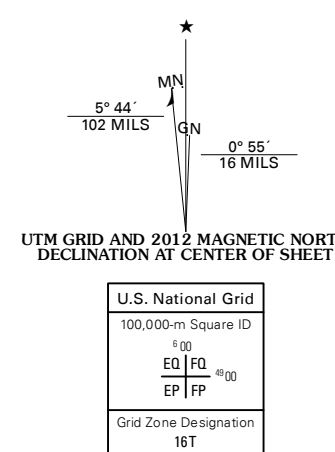 ★
MN
5° 44´
102 MILS
GN
0° 55´
16 MILS
UTM GRID AND 2012 MAGNETIC NORT
DECLINATION AT CENTER OF SHEET
U.S. National Grid
100,000-m Square ID
6 00
EQ FQ
49 00
EP FP
Grid Zone Designation
16T